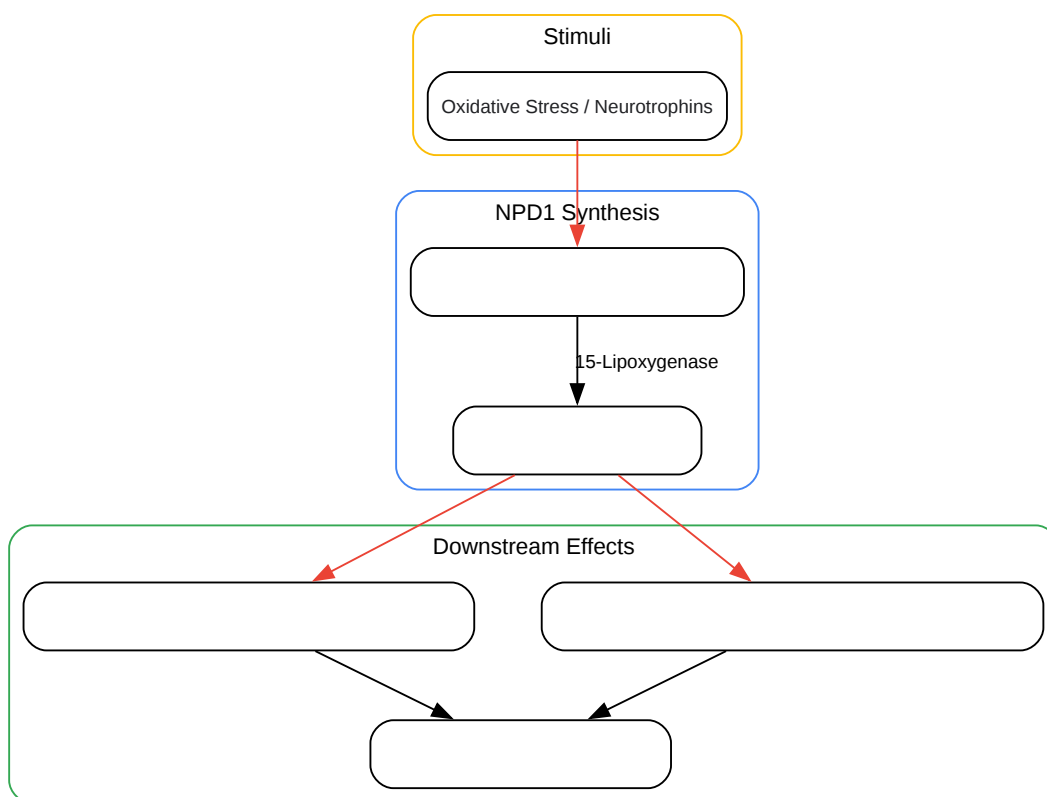 Stimuli
Oxidative Stress / Neurotrophins
NPD1 Synthesis
15-Lipoxygenase
Downstream Effects